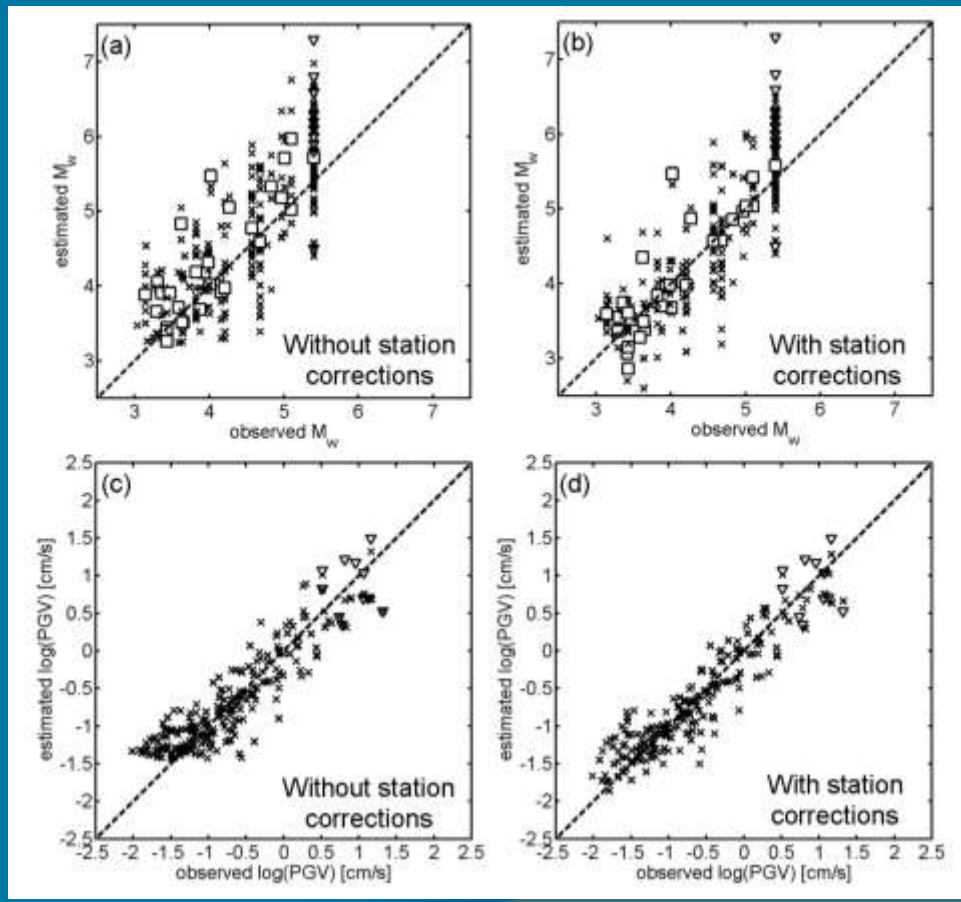 (a)
7
6
5
4
3
estimated M_w
3 4 5 6 7
observed M_w
Without station
corrections
(b)
7
6
5
4
3
estimated M_w
3 4 5 6 7
observed M_w
With station
corrections
(c)
2.5
2
1.5
1
0.5
0
-0.5
-1
-1.5
-2
-2.5
estimated log(PGV) [cm/s]
-2.5 -2 -1.5 -1 -0.5 0 0.5 1 1.5 2 2.5
observed log(PGV) [cm/s]
Without station
corrections
(d)
2.5
2
1.5
1
0.5
0
-0.5
-1
-1.5
-2
-2.5
estimated log(PGV) [cm/s]
-2.5 -2 -1.5 -1 -0.5 0 0.5 1 1.5 2 2.5
observed log(PGV) [cm/s]
With station
corrections